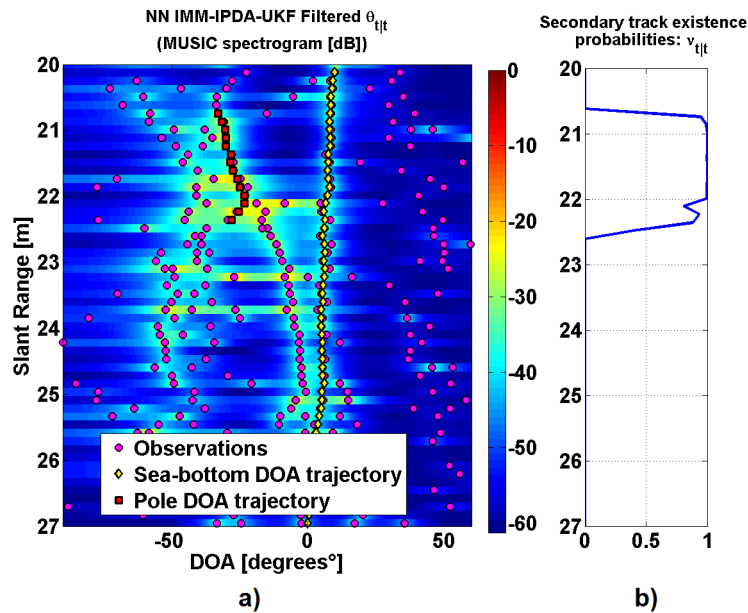 NN IMM-IPDA-UKF Filtered θt|t
(MUSIC spectrogram [dB])
Secondary track existence
probabilities: νt|t
20
21
22
23
24
25
26
27
Slant Range [m]
-50
0
50
DOA [degrees°]
Observations
Sea-bottom DOA trajectory
Pole DOA trajectory
0
-10
-20
-30
-40
-50
-60
20
21
22
23
24
25
26
27
0
0.5
1
a)
b)